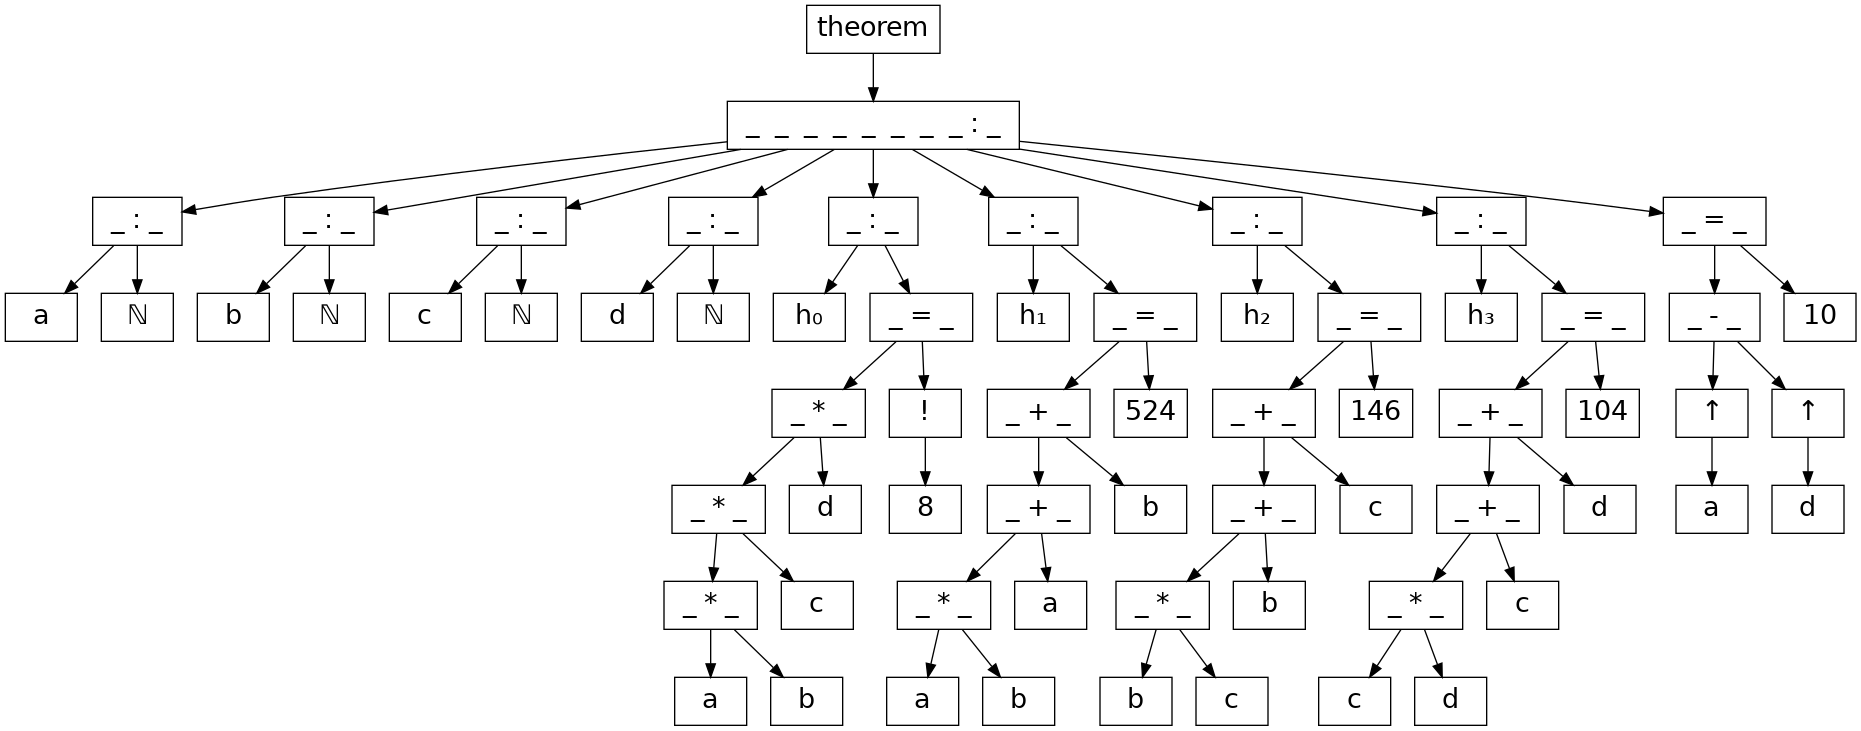 theorem
_ _ _ _ _ _ _ _ : _
_ : _ _ : _ _ : _ _ : _ _ : _ _ : _ _ : _ _ : _ _ = _
a ℕ b ℕ c ℕ d ℕ h₀ _ = _ h₁ _ = _ h₂ _ = _ h₃ _ = _ _ - _ 10
_ * _ ! _ + _ 524 _ + _ 146 _ + _ 104 ↑ ↑
_ * _ d 8 _ + _ b _ + _ c _ + _ d a d
_ * _ c _ * _ a _ * _ b _ * _ c
a b a b b c c d